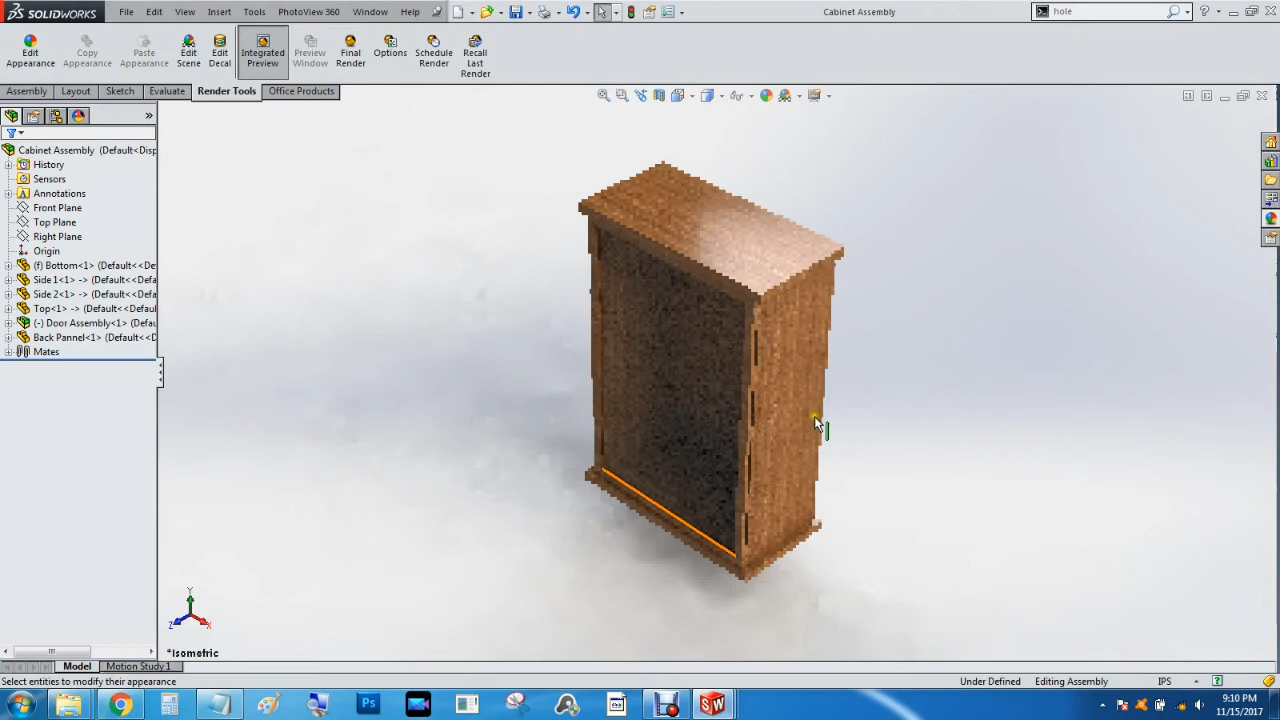 SOLIDWORKS
File Edit View Insert Tools PhotoView 360 Window Help
Cabinet Assembly
hole
Edit Appearance
Copy Appearance
Paste Appearance
Edit Scene
Edit Decal
Integrated Preview
Preview Window
Final Render
Options
Schedule Render
Recall Last Render
Assembly Layout Sketch Evaluate Render Tools Office Products
Cabinet Assembly (Default<Disp
History
Sensors
Annotations
Front Plane
Top Plane
Right Plane
Origin
(f) Bottom<1> (Default<<De
Side 1<1> -> (Default<<Def
Side 2<1> -> (Default<<Def
Top<1> -> (Default<<Defa
(-) Door Assembly<1> (Defau
Back Pannel<1> (Default<<D
Mates
Y
Z
X
*Isometric
Model Motion Study 1
Select entities to modify their appearance
Under Defined Editing Assembly IPS
Ps
SW
9:10 PM
11/15/2017